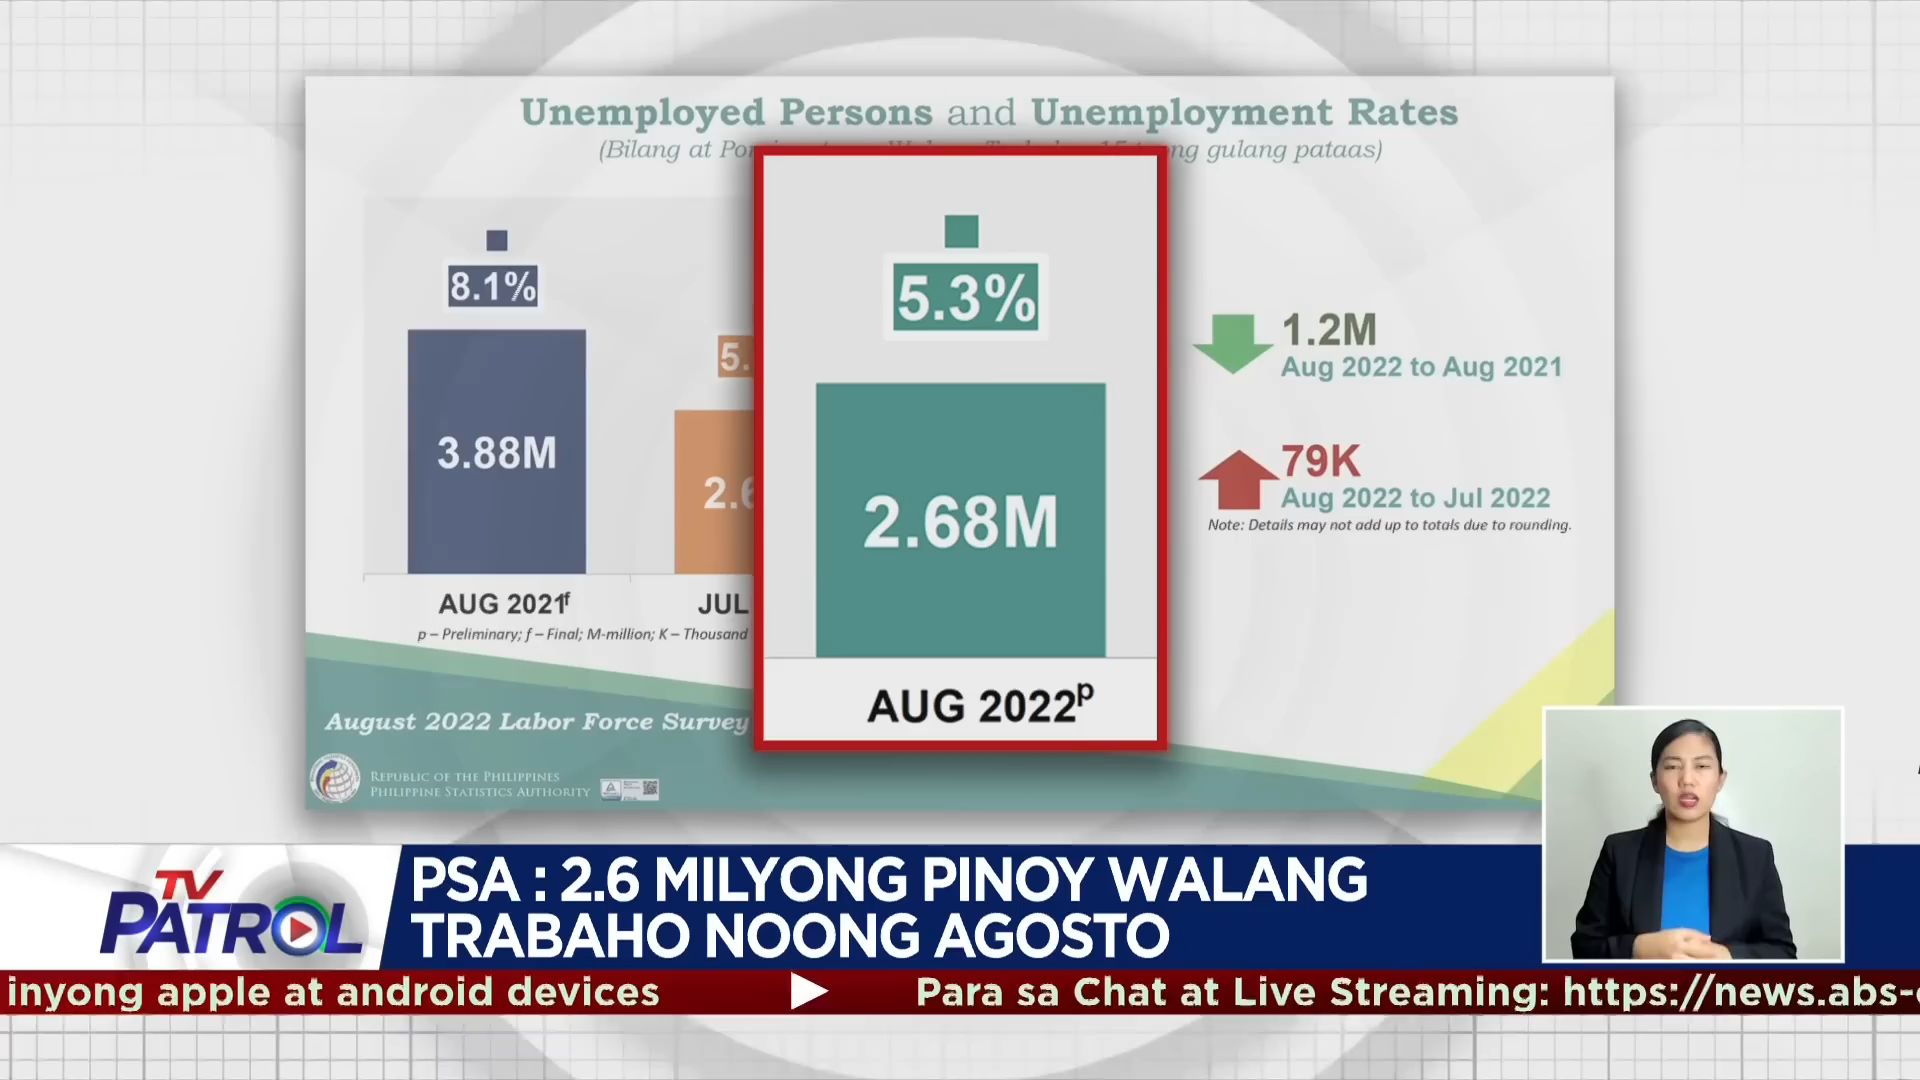 Unemployed Persons and Unemployment Rates
(Bilang at gulang pataas)
8.1%
3.88M
AUG 2021f
JUL
5.3%
2.68M
AUG 2022p
1.2M
Aug 2022 to Aug 2021
79K
Aug 2022 to Jul 2022
Note: Details may not add up to totals due to rounding.
p – Preliminary; f – Final; M-million; K – Thousand
August 2022 Labor Force Survey
REPUBLIC OF THE PHILIPPINES
PHILIPPINE STATISTICS AUTHORITY
TV PATROL
PSA : 2.6 MILYONG PINOY WALANG
TRABAHO NOONG AGOSTO
inyong apple at android devices
Para sa Chat at Live Streaming: https://news.abs-